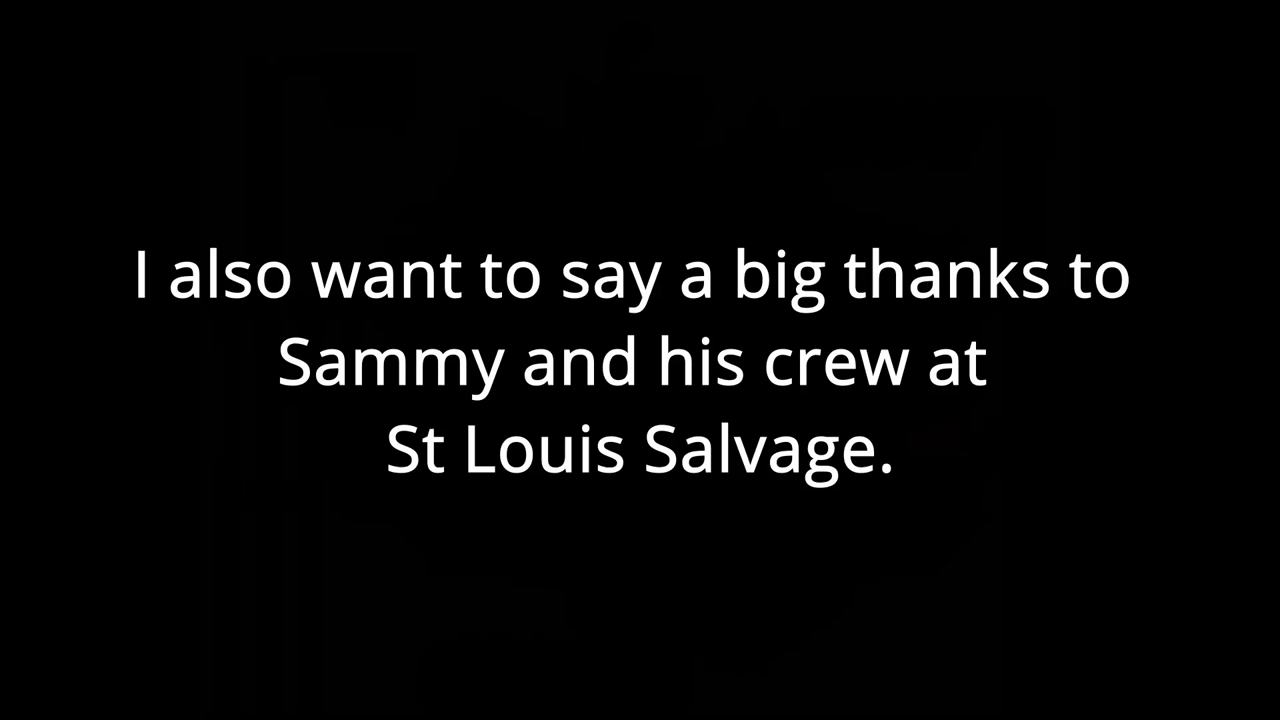 I also want to say a big thanks to
Sammy and his crew at
St Louis Salvage.